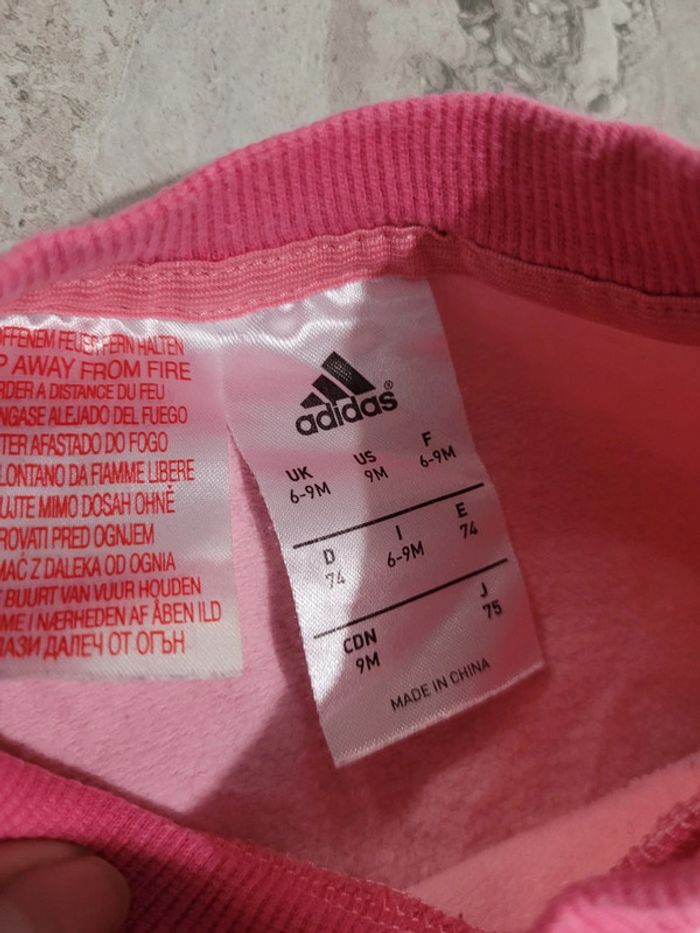 OFFENEM FEUER FERN HALTEN
P AWAY FROM FIRE
RDER A DISTANCE DU FEU
NGASE ALEJADO DEL FUEGO
TER AFASTADO DO FOGO
LONTANO DA FIAMME LIBERE
UJTE MIMO DOSAH OHNĚ
ROVATI PRED OGNJEM
MAĆ Z DALEKA OD OGNIA
BUURT VAN VUUR HOUDEN
ME I NÆRHEDEN AF ÅBEN ILD
ПАЗИ ДАЛЕЧ ОТ ОГЪН
adidas®
UK US F
6-9M 9M 6-9M
D I E
74 6-9M 74
CDN J
9M 75
MADE IN CHINA